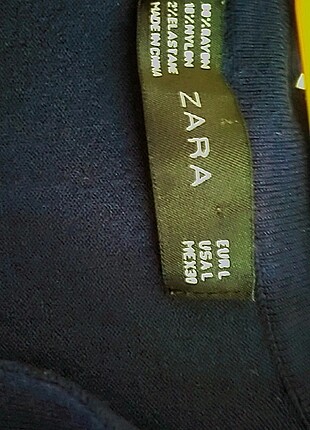 80%RAYON
18%NYLON
2%ELASTANE
MADE IN CHINA
ZARA
EUR L
USA L
MEX 30